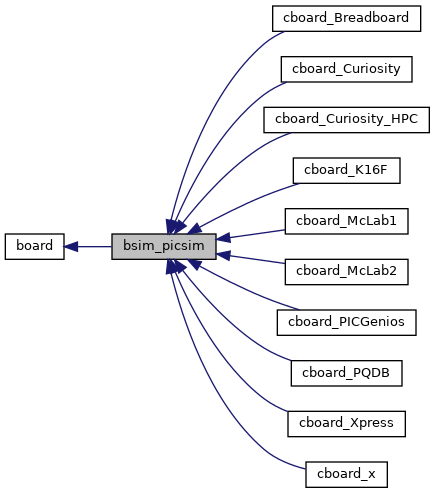 cboard_Breadboard
cboard_Curiosity
cboard_Curiosity_HPC
cboard_K16F
cboard_McLab1
board
bsim_picsim
cboard_McLab2
cboard_PICGenios
cboard_PQDB
cboard_Xpress
cboard_x